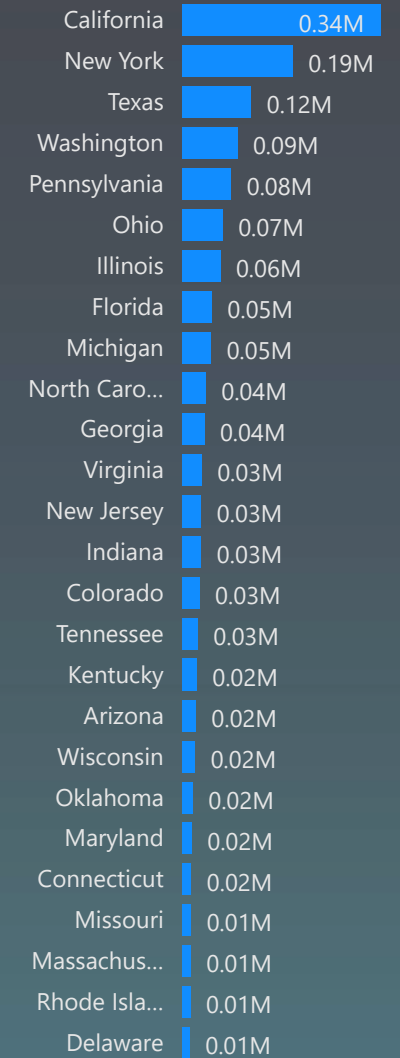 California 0.34M
New York 0.19M
Texas 0.12M
Washington 0.09M
Pennsylvania 0.08M
Ohio 0.07M
Illinois 0.06M
Florida 0.05M
Michigan 0.05M
North Caro... 0.04M
Georgia 0.04M
Virginia 0.03M
New Jersey 0.03M
Indiana 0.03M
Colorado 0.03M
Tennessee 0.03M
Kentucky 0.02M
Arizona 0.02M
Wisconsin 0.02M
Oklahoma 0.02M
Maryland 0.02M
Connecticut 0.02M
Missouri 0.01M
Massachus... 0.01M
Rhode Isla... 0.01M
Delaware 0.01M